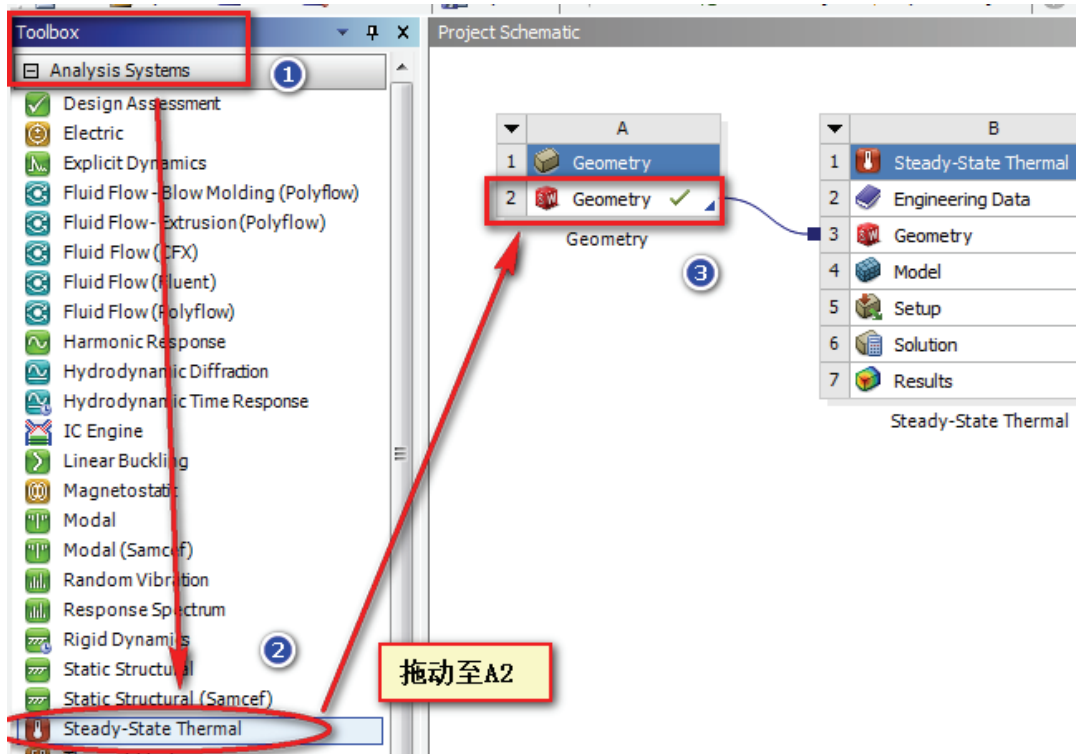 Toolbox
Project Schematic
Analysis Systems
1
Design Assessment
Electric
Explicit Dynamics
Fluid Flow - Blow Molding (Polyflow)
Fluid Flow- Extrusion (Polyflow)
Fluid Flow (CFX)
Fluid Flow (Fluent)
Fluid Flow (Polyflow)
Harmonic Response
Hydrodynamic Diffraction
Hydrodynamic Time Response
IC Engine
Linear Buckling
Magnetostatic
Modal
Modal (Samcef)
Random Vibration
Response Spectrum
Rigid Dynamics
2
Static Structural
Static Structural (Samcef)
Steady-State Thermal
拖动至A2
A
1 Geometry
2 Geometry
Geometry
3
B
1 Steady-State Thermal
2 Engineering Data
3 Geometry
4 Model
5 Setup
6 Solution
7 Results
Steady-State Thermal